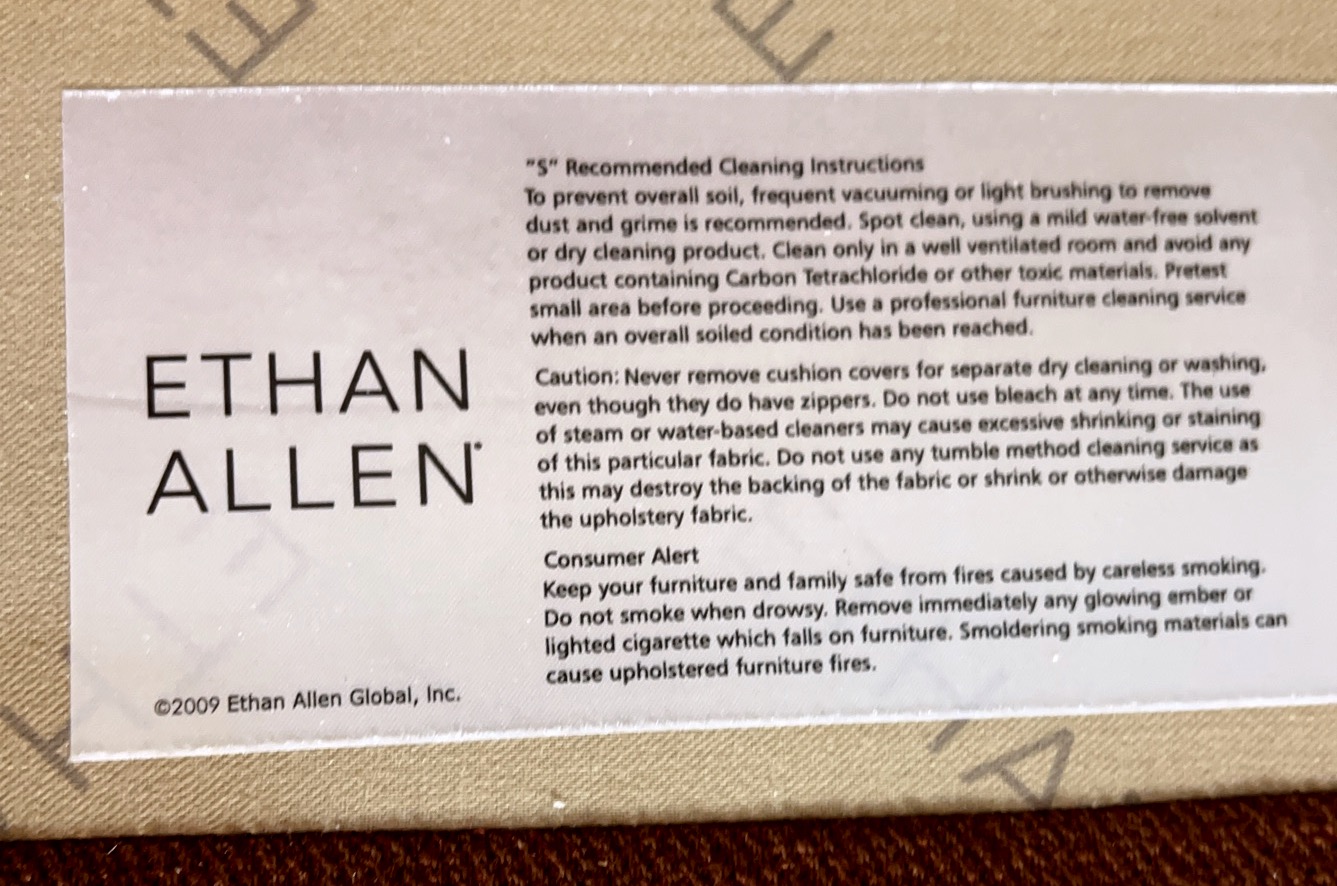 "S" Recommended Cleaning Instructions
To prevent overall soil, frequent vacuuming or light brushing to remove
dust and grime is recommended. Spot clean, using a mild water-free solvent
or dry cleaning product. Clean only in a well ventilated room and avoid any
product containing Carbon Tetrachloride or other toxic materials. Pretest
small area before proceeding. Use a professional furniture cleaning service
when an overall soiled condition has been reached.
Caution: Never remove cushion covers for separate dry cleaning or washing,
even though they do have zippers. Do not use bleach at any time. The use
of steam or water-based cleaners may cause excessive shrinking or staining
of this particular fabric. Do not use any tumble method cleaning service as
this may destroy the backing of the fabric or shrink or otherwise damage
the upholstery fabric.
Consumer Alert
Keep your furniture and family safe from fires caused by careless smoking.
Do not smoke when drowsy. Remove immediately any glowing ember or
lighted cigarette which falls on furniture. Smoldering smoking materials can
cause upholstered furniture fires.
ETHAN
ALLEN
©2009 Ethan Allen Global, Inc.